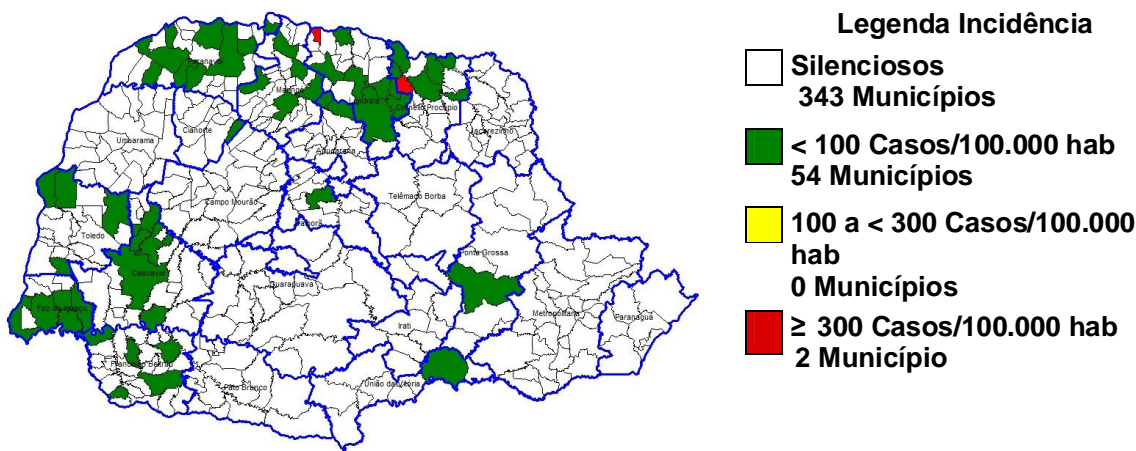 Legenda Incidência
Silenciosos
343 Municípios
< 100 Casos/100.000 hab
54 Municípios
100 a < 300 Casos/100.000
hab
0 Municípios
≥ 300 Casos/100.000 hab
2 Município
Paranavaí
Maringá
Londrina
Cornélio Procópio
Jacarezinho
Umuarama
Cianorte
Apucarana
Campo Mourão
Telêmaco Borba
Ivaiporã
Toledo
Cascavel
Ponta Grossa
Guarapuava
Foz do Iguaçu
Irati
Metropolitana
Paranaguá
Francisco Beltrão
Pato Branco
União da Vitória